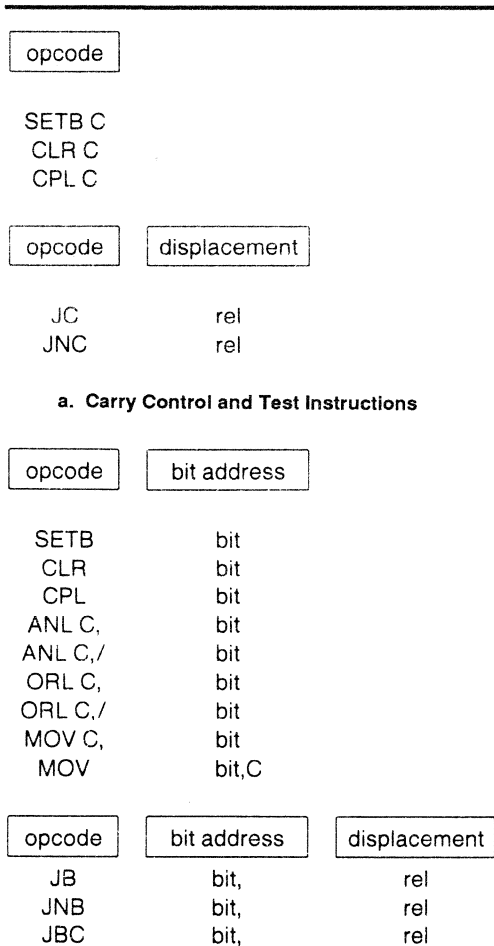 opcode
SETB C
CLR C
CPL C
opcode displacement
JC rel
JNC rel
a. Carry Control and Test Instructions
opcode bit address
SETB bit
CLR bit
CPL bit
ANL C, bit
ANL C,/ bit
ORL C, bit
ORL C,/ bit
MOV C, bit
MOV bit,C
opcode bit address displacement
JB bit, rel
JNB bit, rel
JBC bit, rel